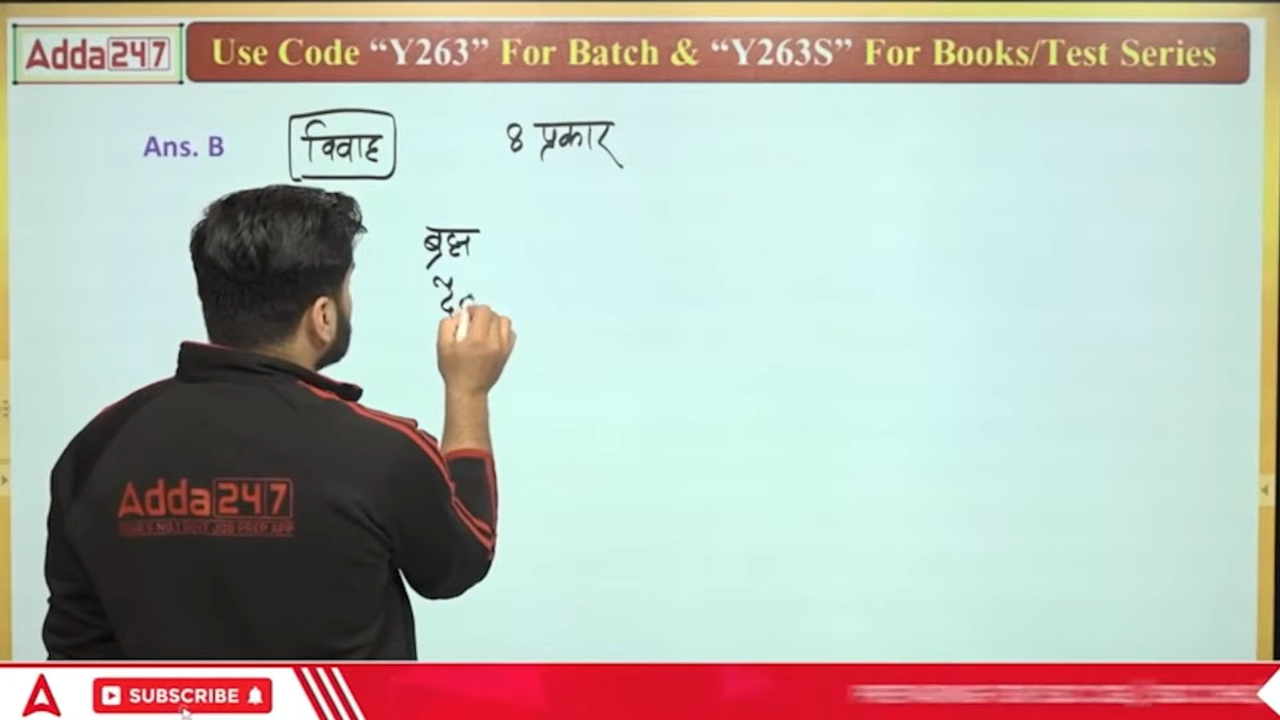 Adda247 Use Code “Y263” For Batch & “Y263S” For Books/Test Series
Ans. B विवाह 8 प्रकार
ब्रह्म
Adda247
SUBSCRIBE